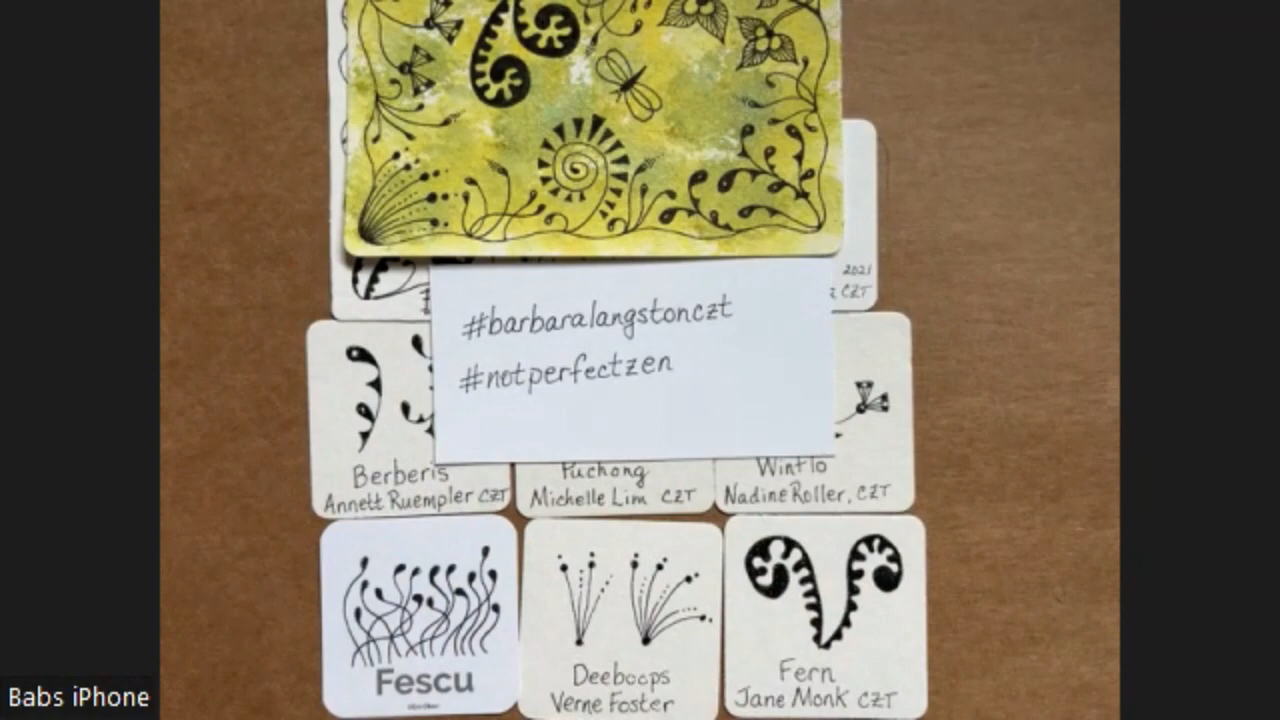 2021
CZT
#barbaralangstonczt
#notperfectzen
Berberis
Annett Ruempler CZT
Puchong
Michelle Lim CZT
Winflo
Nadine Roller, CZT
Fescu
Deeboops
Verne Foster
Fern
Jane Monk CZT
Babs iPhone